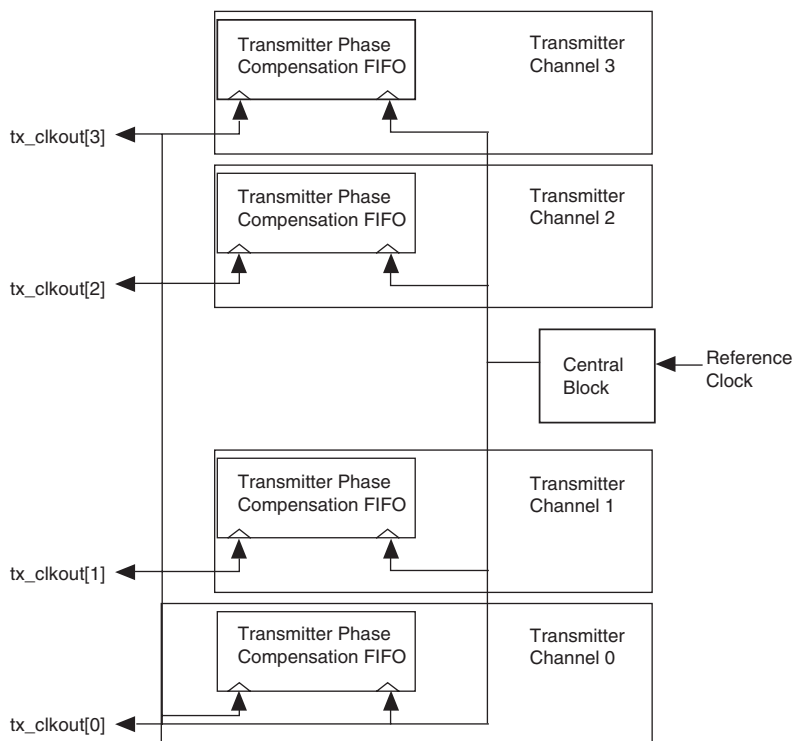 Transmitter Phase
Compensation FIFO
Transmitter
Channel 3
tx_clkout[3]
Transmitter Phase
Compensation FIFO
Transmitter
Channel 2
tx_clkout[2]
Central
Block
Reference
Clock
Transmitter Phase
Compensation FIFO
Transmitter
Channel 1
tx_clkout[1]
Transmitter Phase
Compensation FIFO
Transmitter
Channel 0
tx_clkout[0]